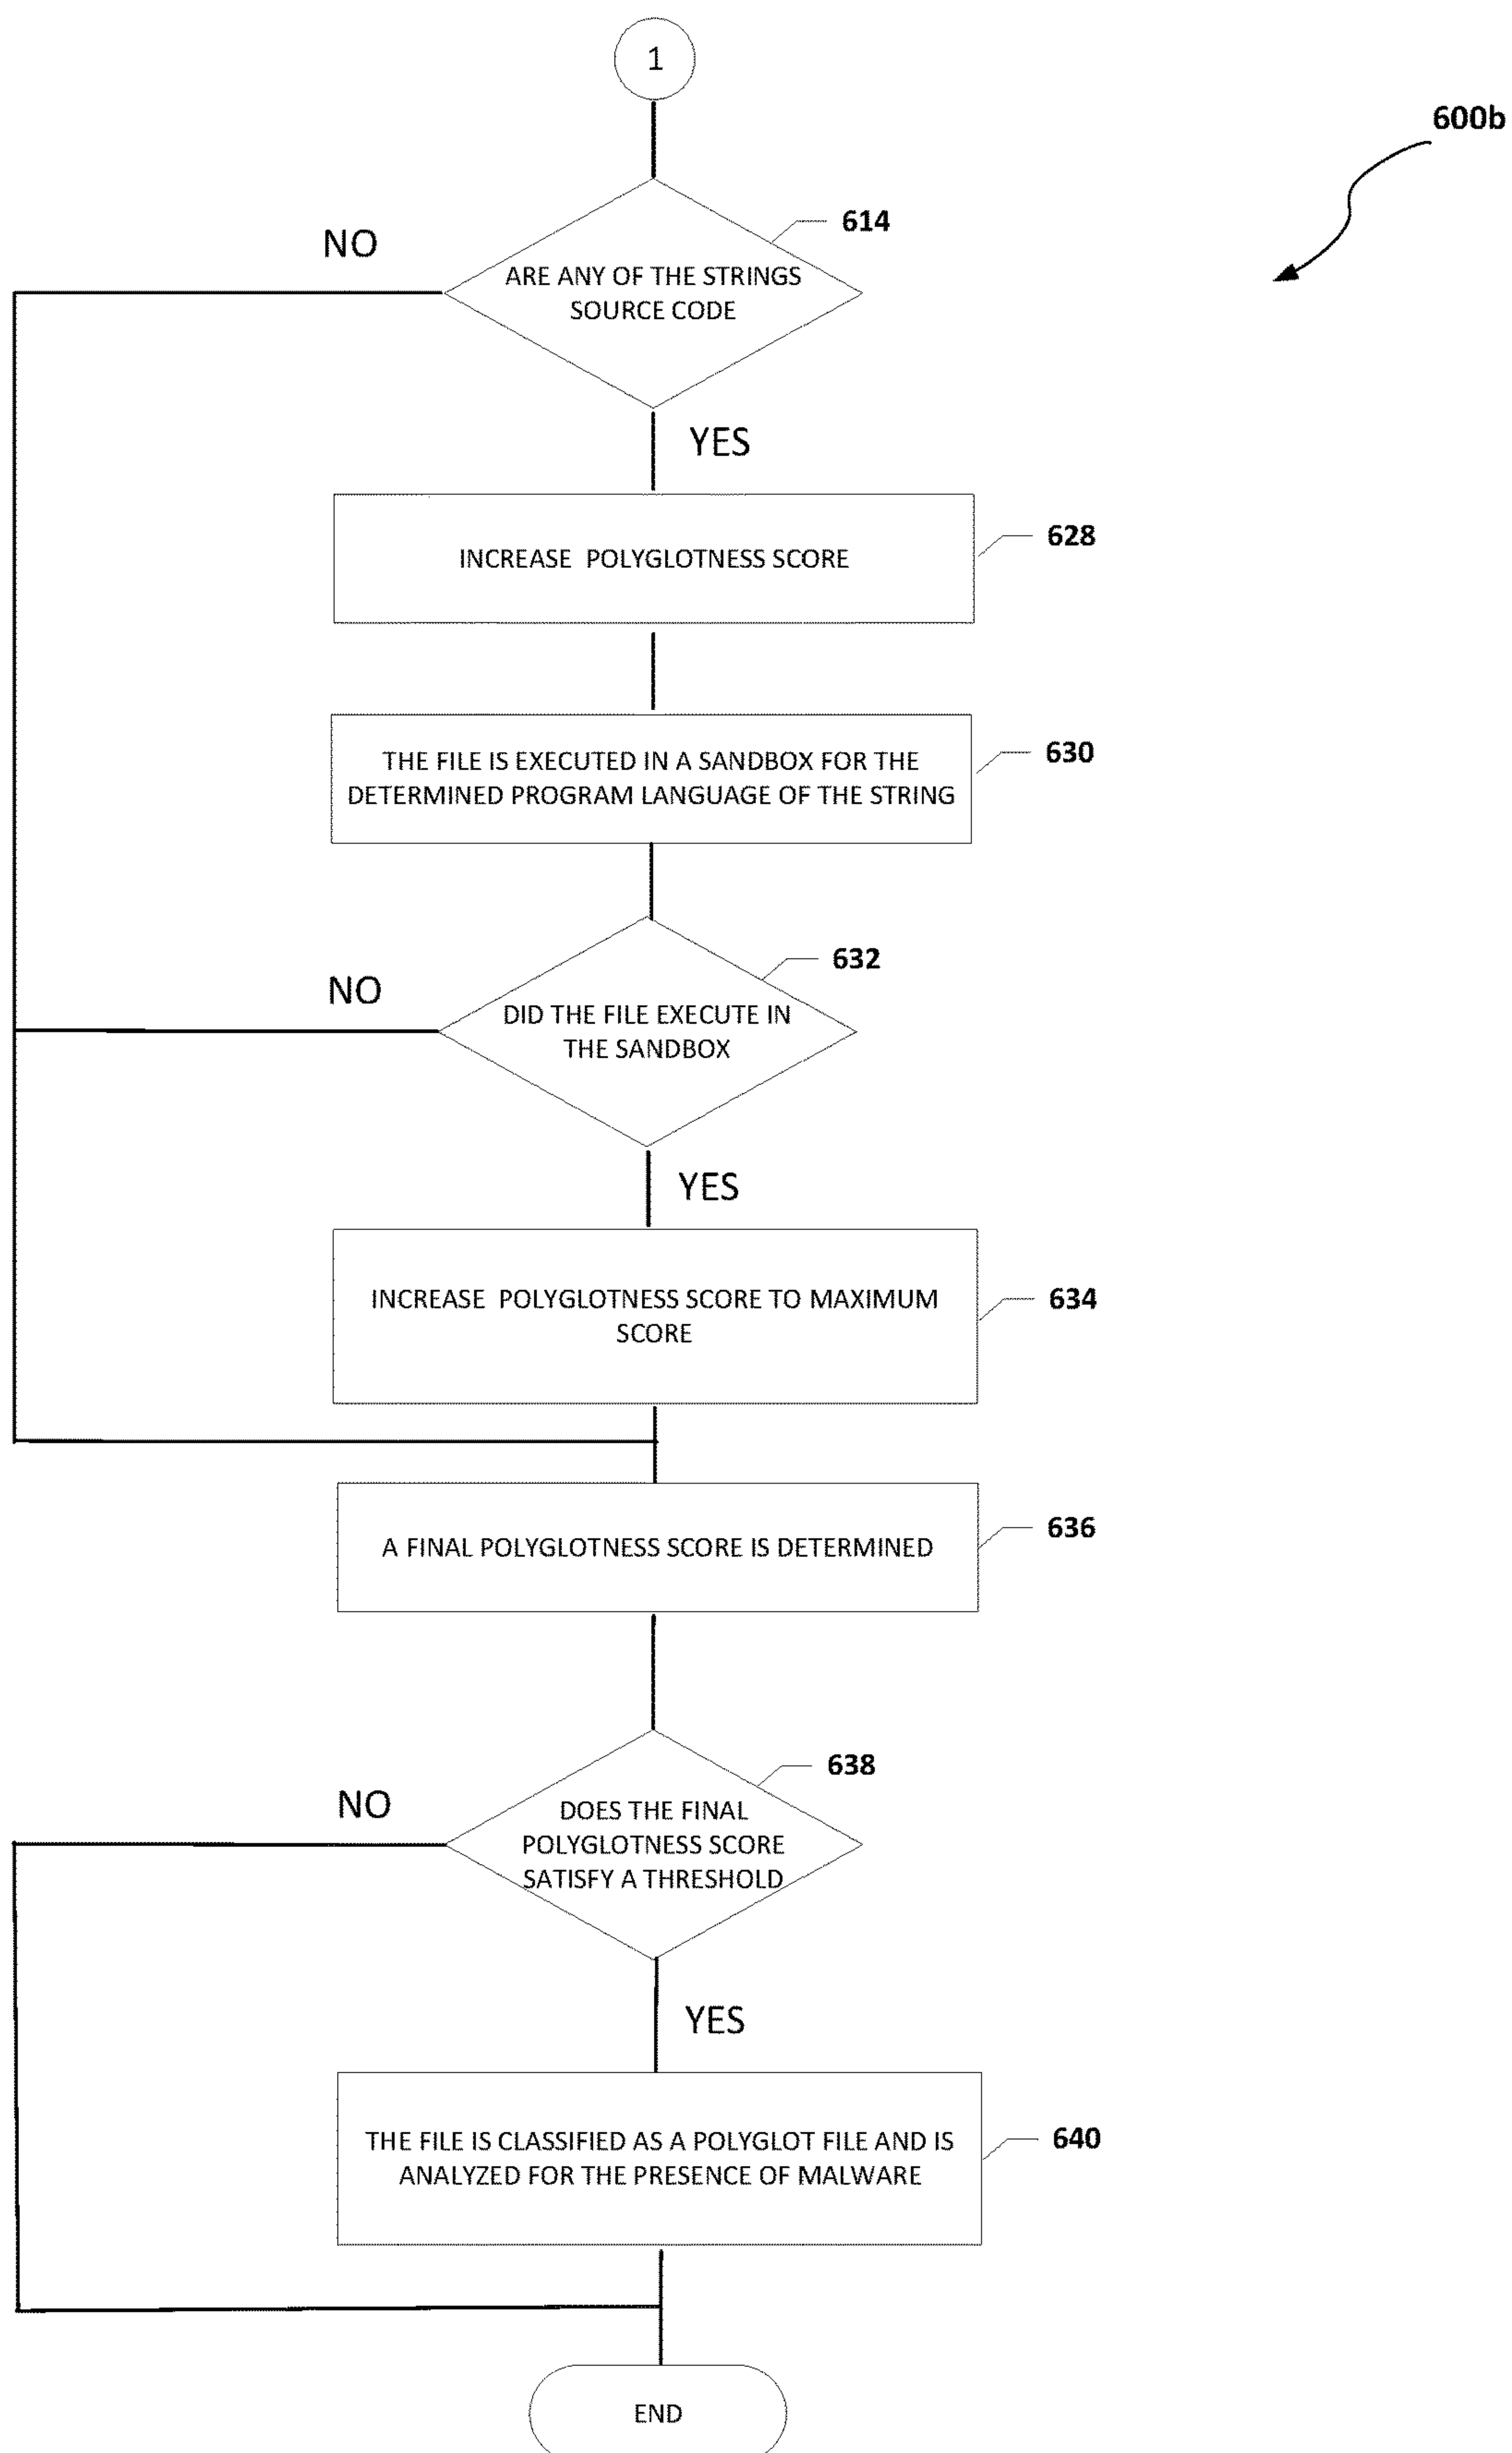 1
600b
614
NO
ARE ANY OF THE STRINGS
SOURCE CODE
YES
628
INCREASE POLYGLOTNESS SCORE
630
THE FILE IS EXECUTED IN A SANDBOX FOR THE
DETERMINED PROGRAM LANGUAGE OF THE STRING
632
NO
DID THE FILE EXECUTE IN
THE SANDBOX
YES
634
INCREASE POLYGLOTNESS SCORE TO MAXIMUM
SCORE
636
A FINAL POLYGLOTNESS SCORE IS DETERMINED
638
NO
DOES THE FINAL
POLYGLOTNESS SCORE
SATISFY A THRESHOLD
YES
640
THE FILE IS CLASSIFIED AS A POLYGLOT FILE AND IS
ANALYZED FOR THE PRESENCE OF MALWARE
END